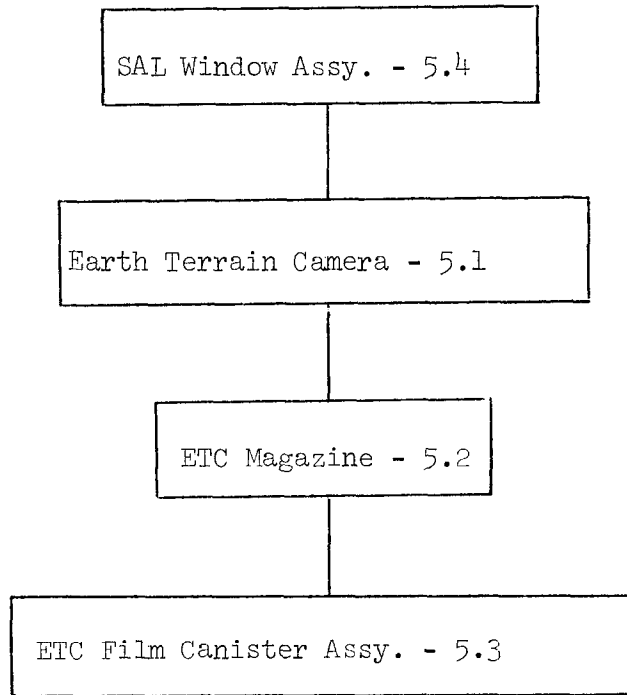 SAL Window Assy. - 5.4
Earth Terrain Camera - 5.1
ETC Magazine - 5.2
ETC Film Canister Assy. - 5.3